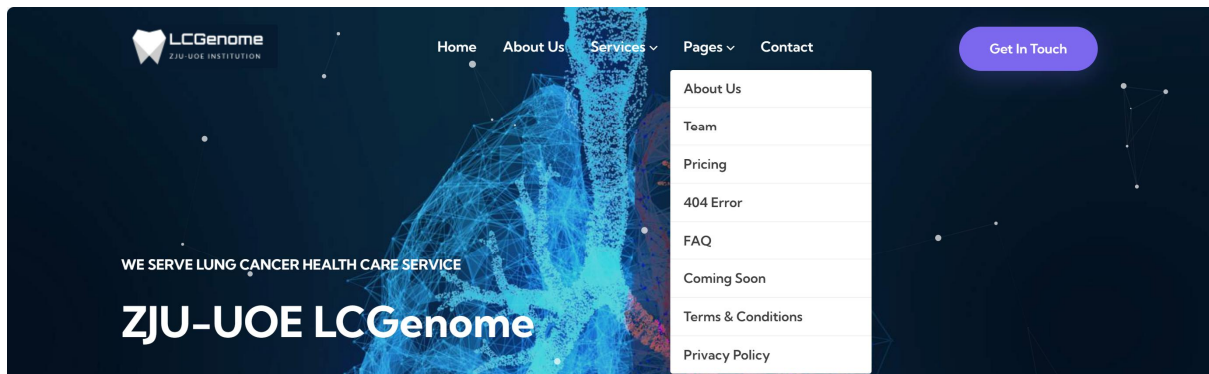 LCGenome
ZJU-UOE INSTITUTION
Home About Us Services Pages Contact
Get In Touch
About Us
Team
Pricing
404 Error
FAQ
Coming Soon
Terms & Conditions
Privacy Policy
WE SERVE LUNG CANCER HEALTH CARE SERVICE
ZJU-UOE LCGenome